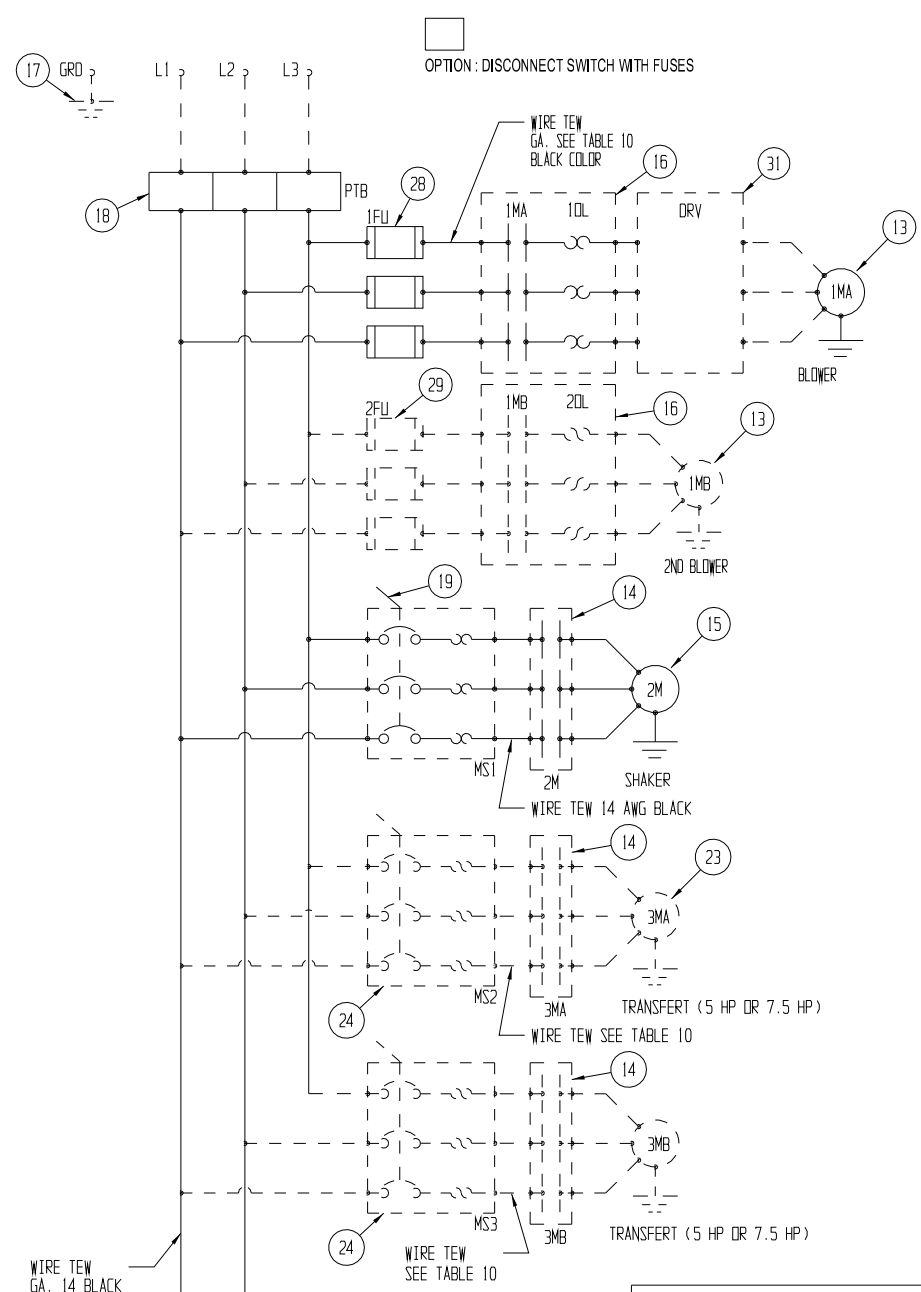 OPTION : DISCONNECT SWITCH WITH FUSES
17
GRD
L1
L2
L3
WIRE TEW
GA. SEE TABLE 10
BLACK COLOR
18
PTB
1FU
28
16
1MA
1OL
31
DRV
13
1MA
BLOWER
2FU
29
1MB
2OL
16
13
1MB
2ND BLOWER
19
14
15
2M
MS1
2M
SHAKER
WIRE TEW 14 AWG BLACK
14
23
3MA
24
MS2
3MA
TRANSFERT (5 HP OR 7.5 HP)
WIRE TEW SEE TABLE 10
14
3MB
24
MS3
3MB
TRANSFERT (5 HP OR 7.5 HP)
WIRE TEW
SEE TABLE 10
WIRE TEW
GA. 14 BLACK